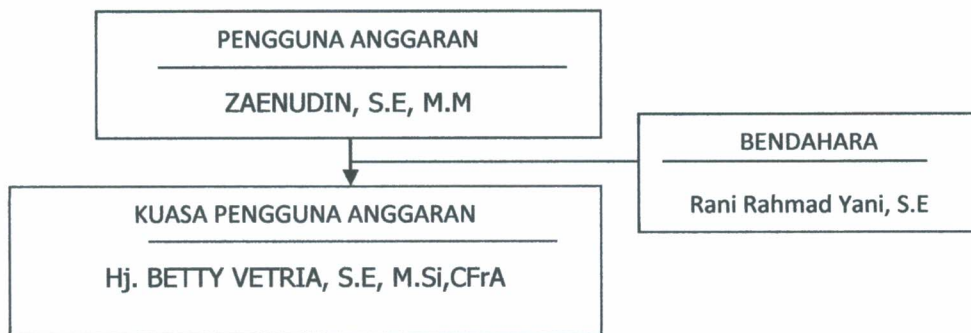 PENGGUNA ANGGARAN
ZAENUDIN, S.E, M.M
BENDAHARA
Rani Rahmad Yani, S.E
KUASA PENGGUNA ANGGARAN
Hj. BETTY VETRIA, S.E, M.Si,CFrA